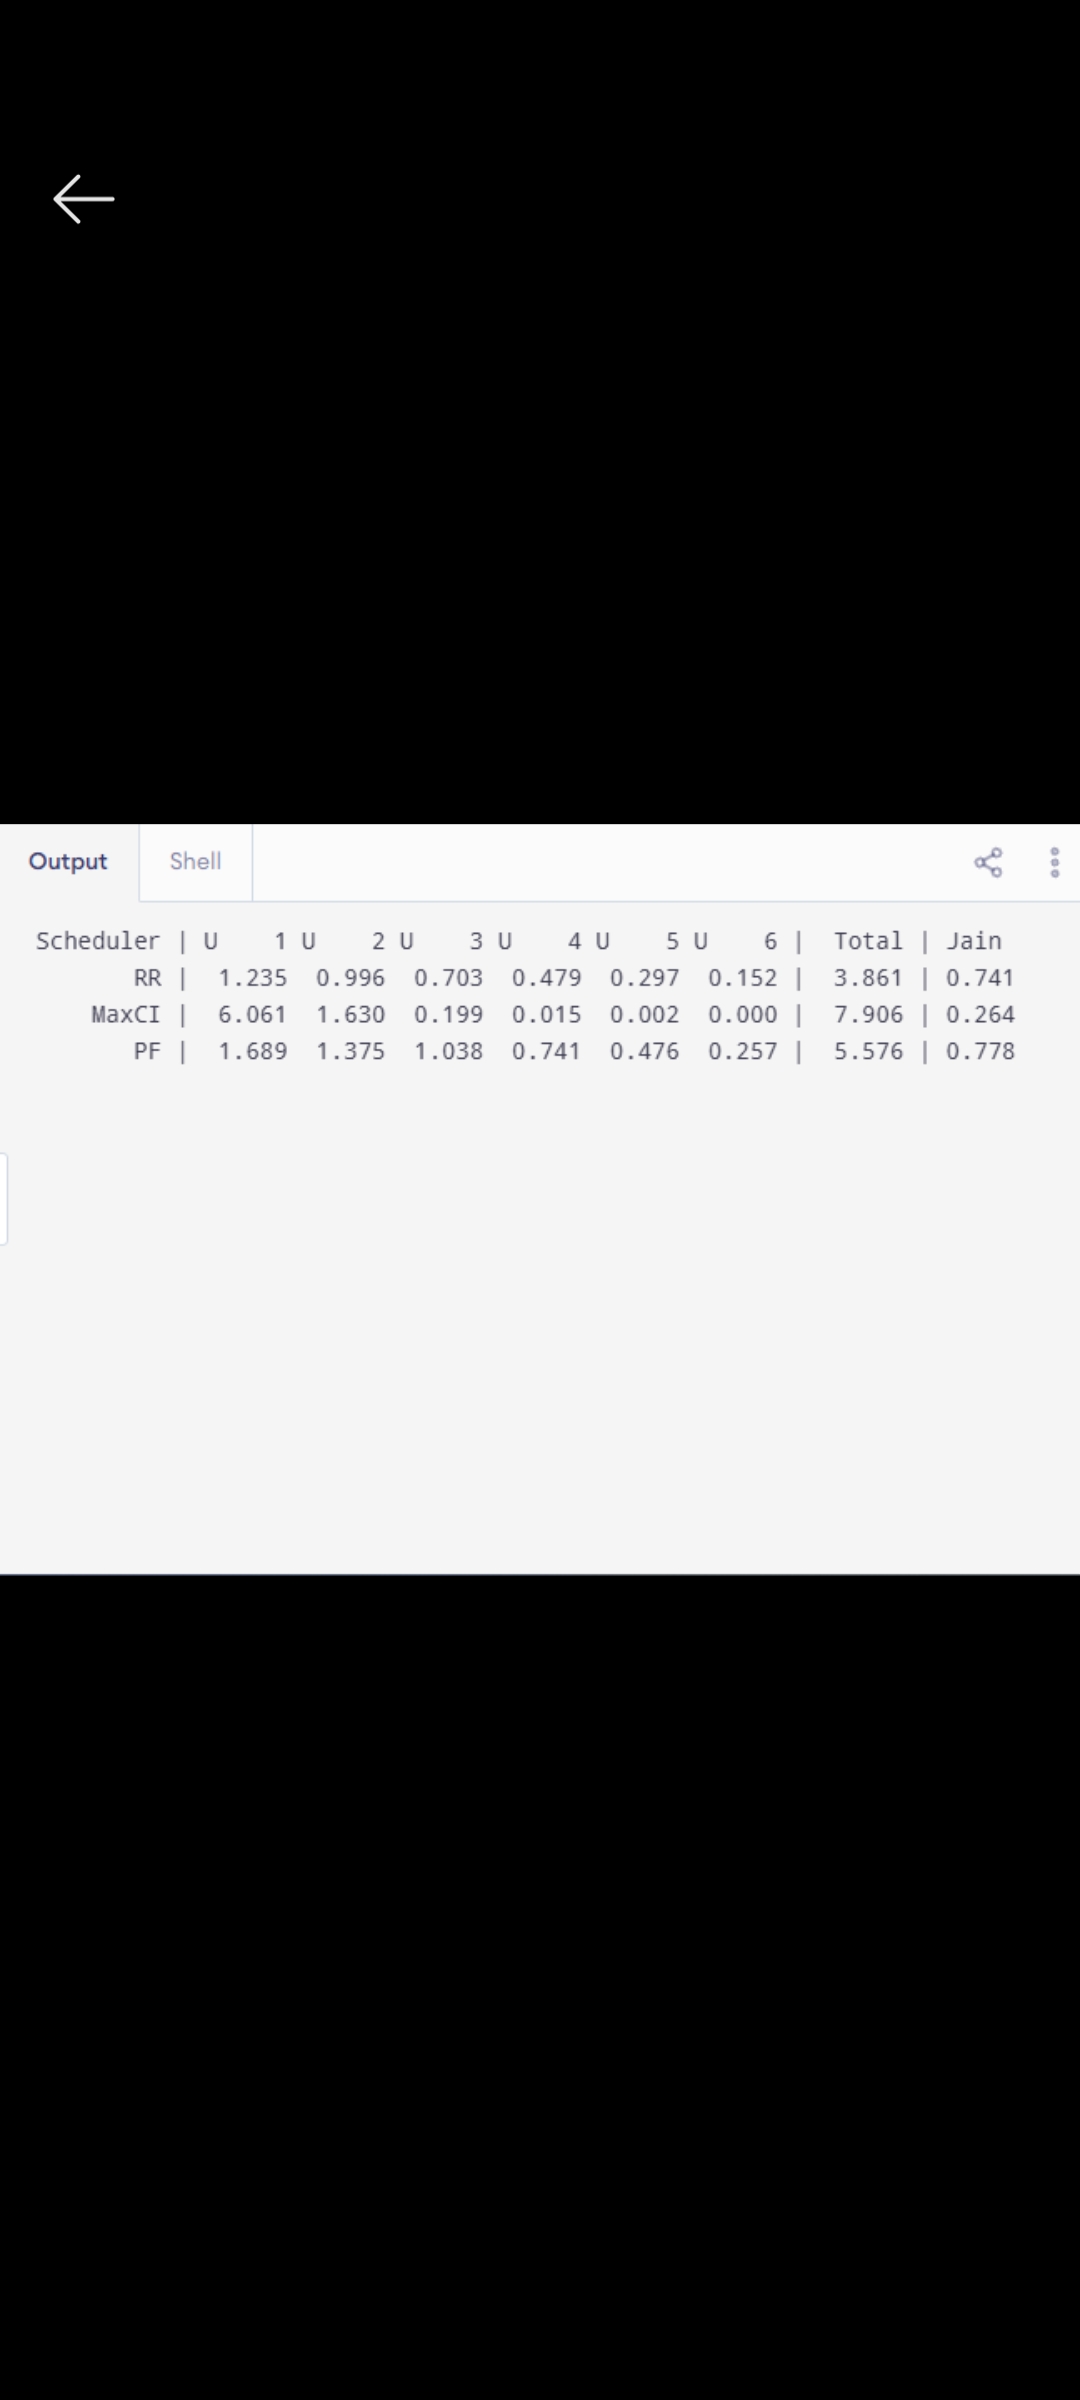 Output Shell
Scheduler | U    1 U    2 U    3 U    4 U    5 U    6 |  Total | Jain
RR |  1.235  0.996  0.703  0.479  0.297  0.152 |  3.861 | 0.741
MaxCI |  6.061  1.630  0.199  0.015  0.002  0.000 |  7.906 | 0.264
PF |  1.689  1.375  1.038  0.741  0.476  0.257 |  5.576 | 0.778